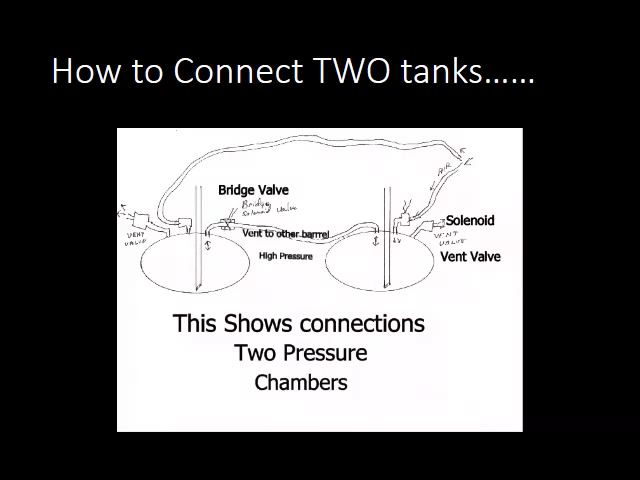 How to Connect TWO tanks......
AIR
Bridge Valve
Bridge
Solenoid Valve
Solenoid
VENT
VALVE
Vent to other barrel
VENT
VALVE
High Pressure
Vent Valve
This Shows connections
Two Pressure
Chambers